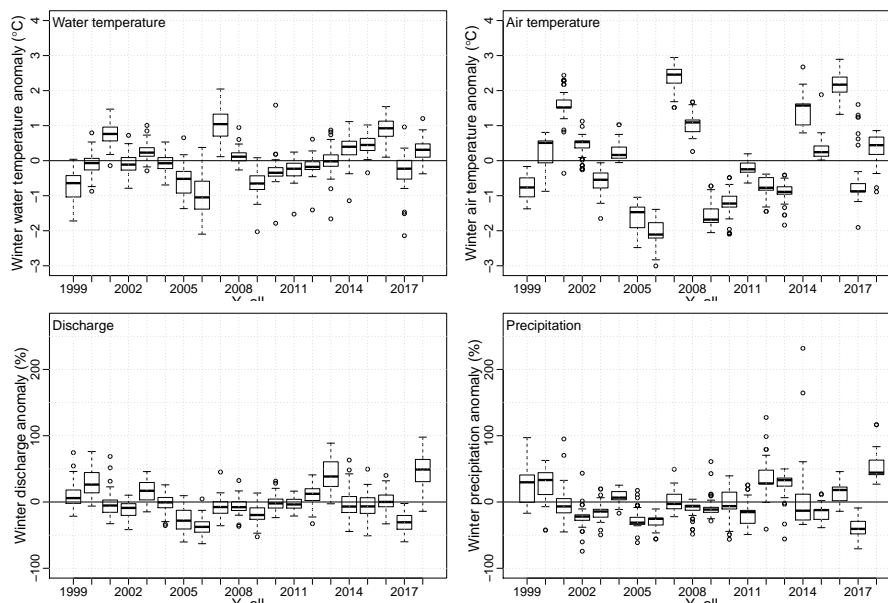 Water temperature
Winter water temperature anomaly (°C)
4
3
2
1
0
-1
-2
-3
1999 2002 2005 2008 2011 2014 2017
Air temperature
Winter air temperature anomaly (°C)
4
3
2
1
0
-1
-2
-3
1999 2002 2005 2008 2011 2014 2017
Discharge
Winter discharge anomaly (%)
200
100
0
-100
1999 2002 2005 2008 2011 2014 2017
Precipitation
Winter precipitation anomaly (%)
200
100
0
-100
1999 2002 2005 2008 2011 2014 2017